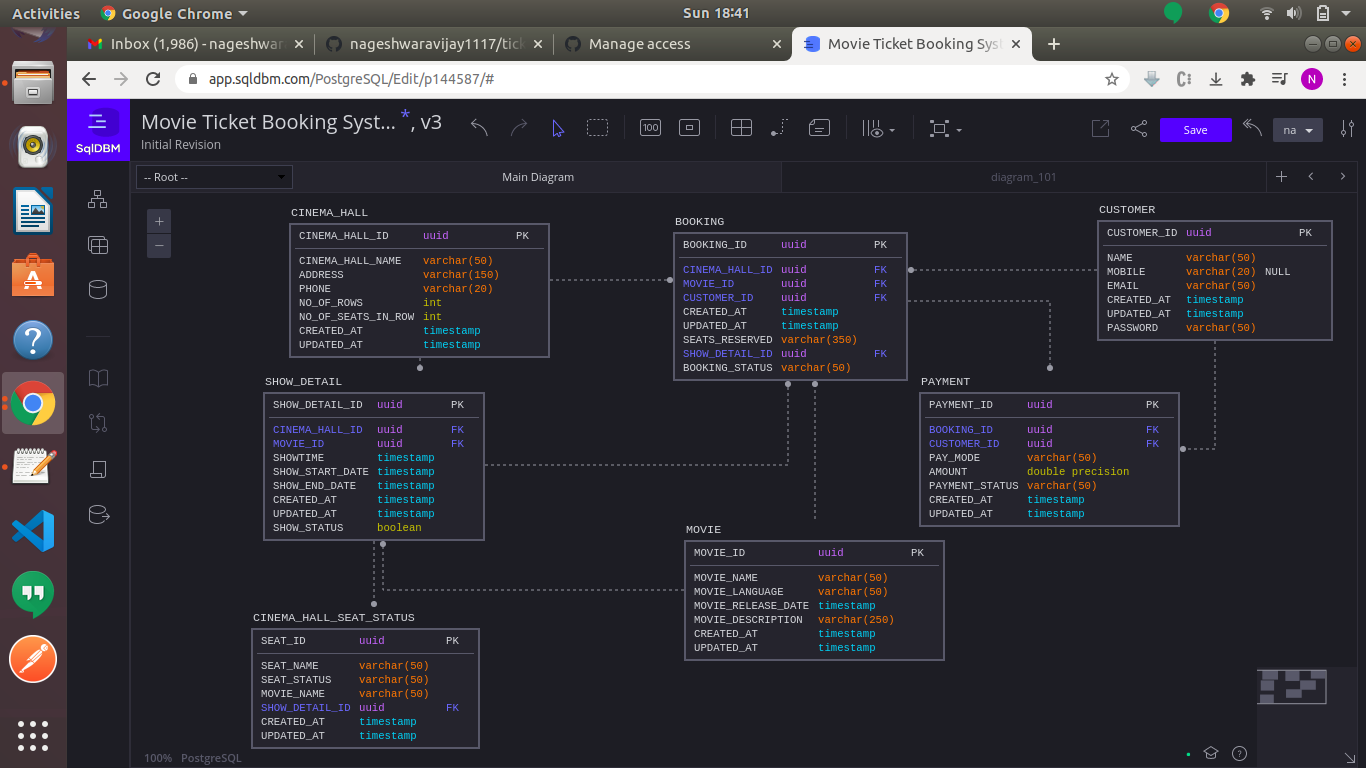 Activities Google Chrome Sun 18:41
Inbox (1,986) - nageshwar nageshwaravijay1117/tick Manage access Movie Ticket Booking Sys
app.sqldbm.com/PostgreSQL/Edit/p144587/#
N
SqlDBM
Movie Ticket Booking Syst... *, v3
Initial Revision
100
Save
na
-- Root --
Main Diagram
diagram_101
CINEMA_HALL
CINEMA_HALL_ID uuid PK
CINEMA_HALL_NAME varchar(50)
ADDRESS varchar(150)
PHONE varchar(20)
NO_OF_ROWS int
NO_OF_SEATS_IN_ROW int
CREATED_AT timestamp
UPDATED_AT timestamp
BOOKING
BOOKING_ID uuid PK
CINEMA_HALL_ID uuid FK
MOVIE_ID uuid FK
CUSTOMER_ID uuid FK
CREATED_AT timestamp
UPDATED_AT timestamp
SEATS_RESERVED varchar(350)
SHOW_DETAIL_ID uuid FK
BOOKING_STATUS varchar(50)
CUSTOMER
CUSTOMER_ID uuid PK
NAME varchar(50)
MOBILE varchar(20) NULL
EMAIL varchar(50)
CREATED_AT timestamp
UPDATED_AT timestamp
PASSWORD varchar(50)
SHOW_DETAIL
SHOW_DETAIL_ID uuid PK
CINEMA_HALL_ID uuid FK
MOVIE_ID uuid FK
SHOWTIME timestamp
SHOW_START_DATE timestamp
SHOW_END_DATE timestamp
CREATED_AT timestamp
UPDATED_AT timestamp
SHOW_STATUS boolean
PAYMENT
PAYMENT_ID uuid PK
BOOKING_ID uuid FK
CUSTOMER_ID uuid FK
PAY_MODE varchar(50)
AMOUNT double precision
PAYMENT_STATUS varchar(50)
CREATED_AT timestamp
UPDATED_AT timestamp
MOVIE
MOVIE_ID uuid PK
MOVIE_NAME varchar(50)
MOVIE_LANGUAGE varchar(50)
MOVIE_RELEASE_DATE timestamp
MOVIE_DESCRIPTION varchar(250)
CREATED_AT timestamp
UPDATED_AT timestamp
CINEMA_HALL_SEAT_STATUS
SEAT_ID uuid PK
SEAT_NAME varchar(50)
SEAT_STATUS varchar(50)
MOVIE_NAME varchar(50)
SHOW_DETAIL_ID uuid FK
CREATED_AT timestamp
UPDATED_AT timestamp
100% PostgreSQL